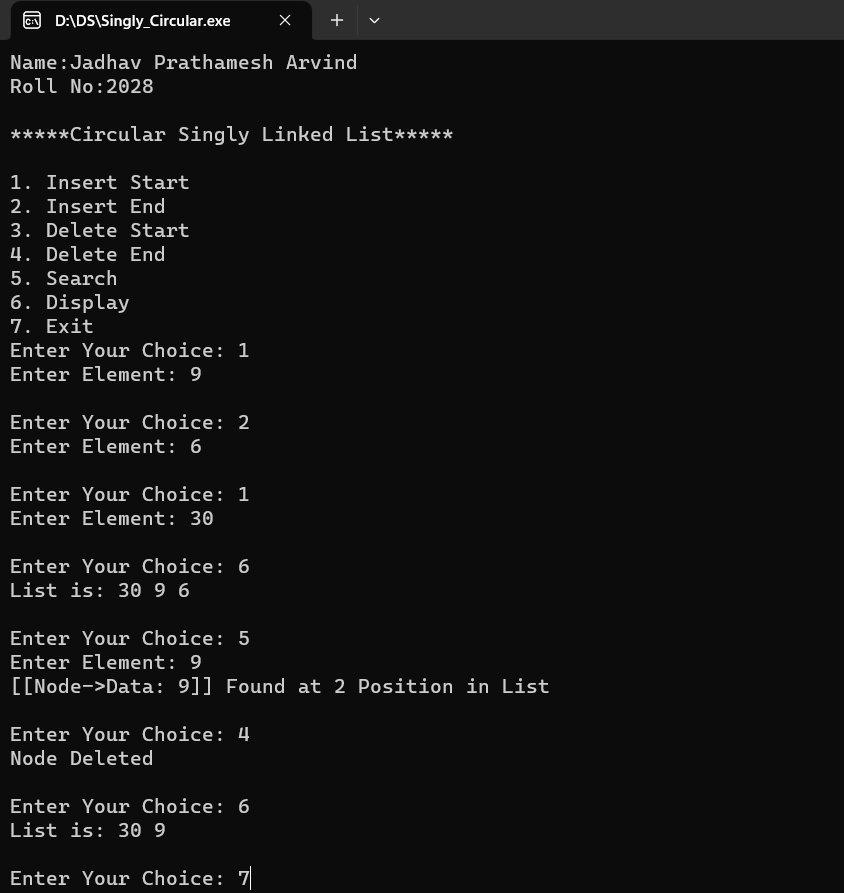 D:\DS\Singly_Circular.exe
Name:Jadhav Prathamesh Arvind
Roll No:2028
*****Circular Singly Linked List*****
1. Insert Start
2. Insert End
3. Delete Start
4. Delete End
5. Search
6. Display
7. Exit
Enter Your Choice: 1
Enter Element: 9
Enter Your Choice: 2
Enter Element: 6
Enter Your Choice: 1
Enter Element: 30
Enter Your Choice: 6
List is: 30 9 6
Enter Your Choice: 5
Enter Element: 9
[[Node->Data: 9]] Found at 2 Position in List
Enter Your Choice: 4
Node Deleted
Enter Your Choice: 6
List is: 30 9
Enter Your Choice: 7